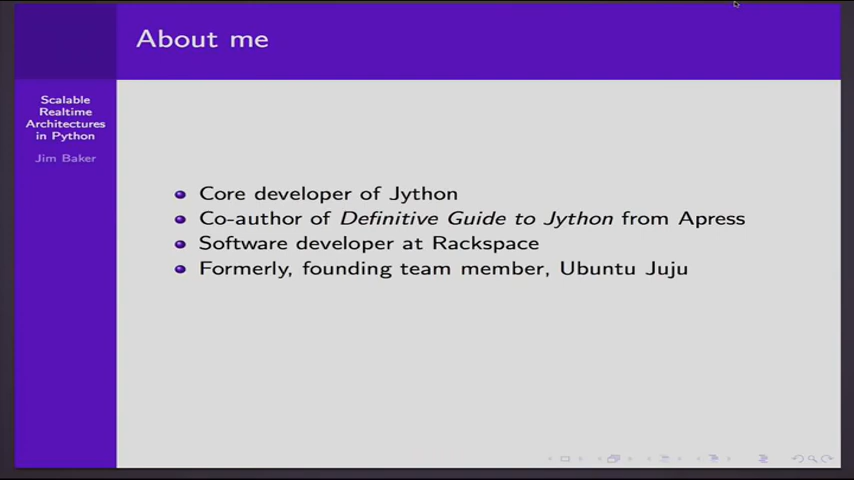 About me
Scalable
Realtime
Architectures
in Python
Jim Baker
Core developer of Jython
Co-author of Definitive Guide to Jython from Apress
Software developer at Rackspace
Formerly, founding team member, Ubuntu Juju